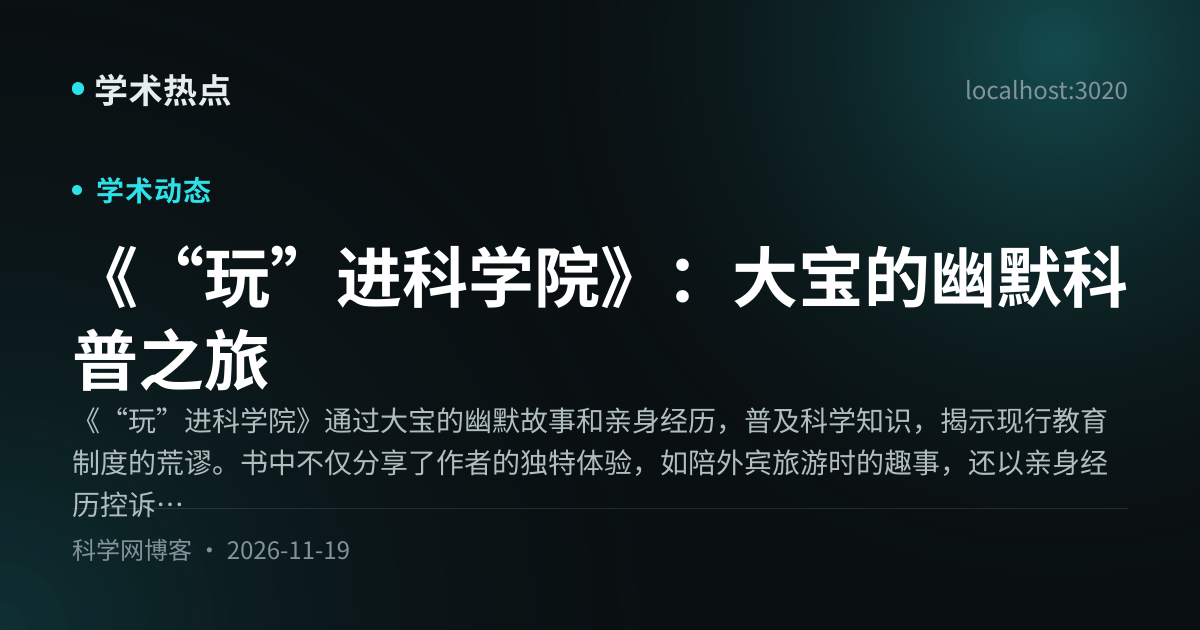 学术热点
localhost:3020
学术动态
《“玩”进科学院》：大宝的幽默科
普之旅
《“玩”进科学院》通过大宝的幽默故事和亲身经历，普及科学知识，揭示现行教育
制度的荒谬。书中不仅分享了作者的独特体验，如陪外宾旅游时的趣事，还以亲身经
历控诉…
科学网博客 • 2026-11-19